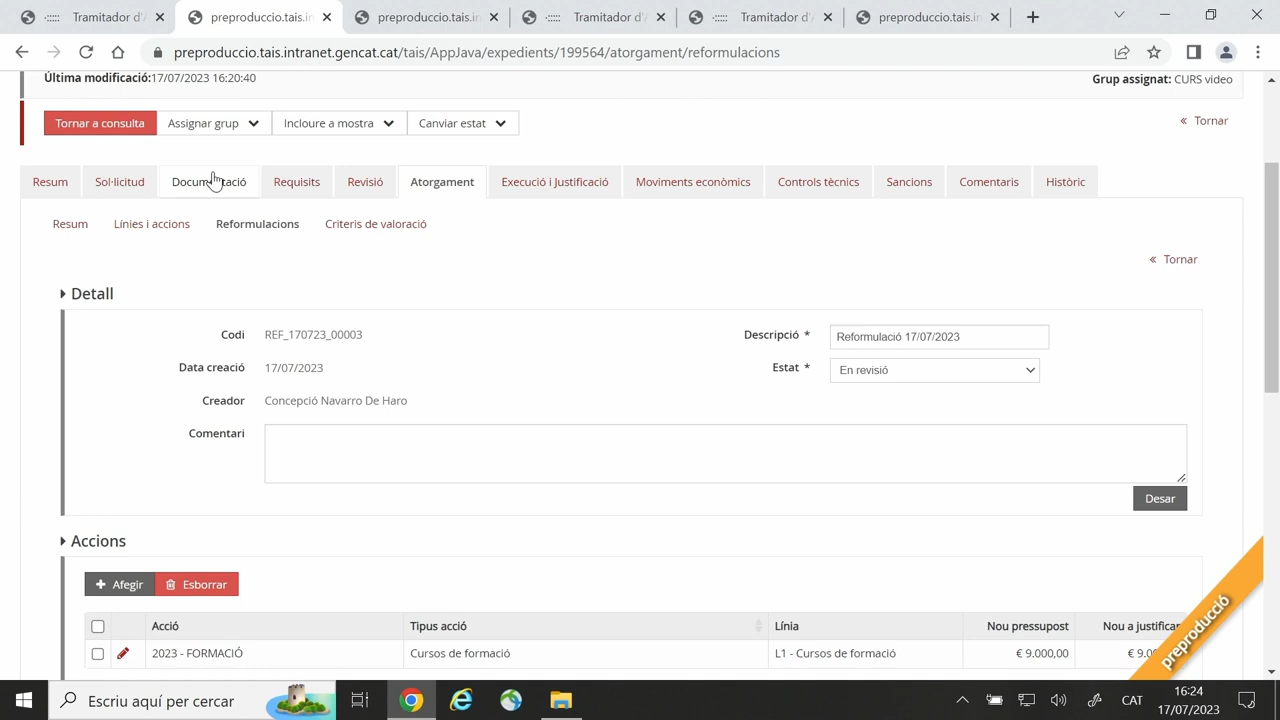 Tramitador d'A
preproduccio.tais.in
preproduccio.tais.in
Tramitador d'A
Tramitador d'A
preproduccio.tais.in
preproduccio.tais.intranet.gencat.cat/tais/AppJava/expedients/199564/atorgament/reformulacions
Última modificació:17/07/2023 16:20:40
Grup assignat: CURS video
Tornar a consulta Assignar grup Incloure a mostra Canviar estat
« Tornar
Resum Sol·licitud Documentació Requisits Revisió Atorgament Execució i Justificació Moviments econòmics Controls tècnics Sancions Comentaris Històric
Resum Línies i accions Reformulacions Criteris de valoració
« Tornar
Detall
Codi REF_170723_00003 Descripció * Reformulació 17/07/2023
Data creació 17/07/2023 Estat * En revisió
Creador Concepció Navarro De Haro
Comentari
Desar
Accions
+ Afegir Esborrar
Acció Tipus acció Línia Nou pressupost Nou a justificar
2023 - FORMACIÓ Cursos de formació L1 - Cursos de formació € 9.000,00 € 9.00
preproducció
Escriu aquí per cercar
CAT
16:24
17/07/2023